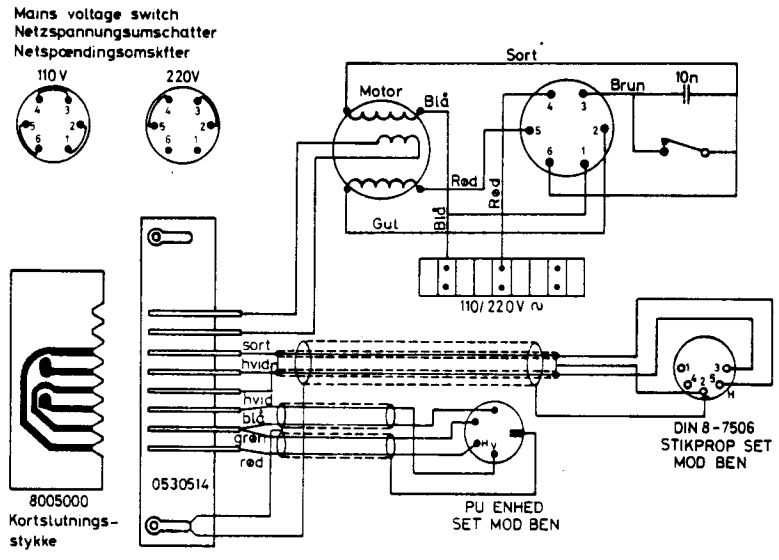 Mains voltage switch
Netzspannungsumschatter
Netspændingsomskfter
110 V
220V
4 3
5 2
6 1
4 3
5 2
6 1
Sort
Motor
Blå
Brun
10n
4 3
5 2
6 1
Rød
Rød
Blå
Gul
110/220V ~
sort
hvid
hvid
blå
grøn
rød
H V
1 3
4 2 5
H
DIN 8-7506
STIKPROP SET
MOD BEN
PU ENHED
SET MOD BEN
0530514
8005000
Kortslutnings-
stykke